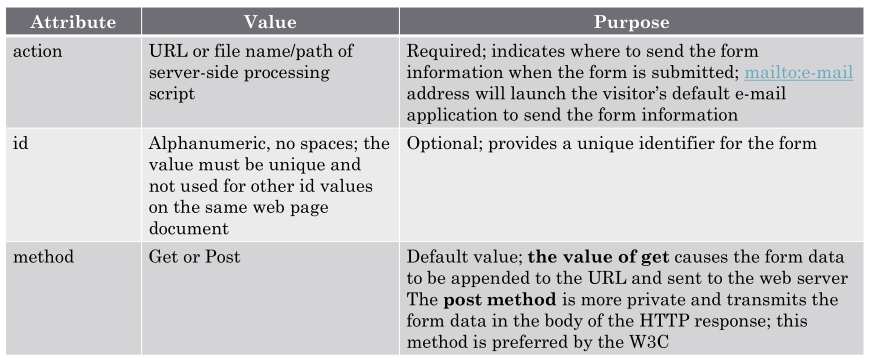 Attribute Value Purpose
action
URL or file name/path of
server-side processing
script
Required; indicates where to send the form
information when the form is submitted; mailto:e-mail
address will launch the visitor's default e-mail
application to send the form information
id
Alphanumeric, no spaces; the
value must be unique and
not used for other id values
on the same web page
document
Optional; provides a unique identifier for the form
method
Get or Post
Default value; the value of get causes the form data
to be appended to the URL and sent to the web server
The post method is more private and transmits the
form data in the body of the HTTP response; this
method is preferred by the W3C